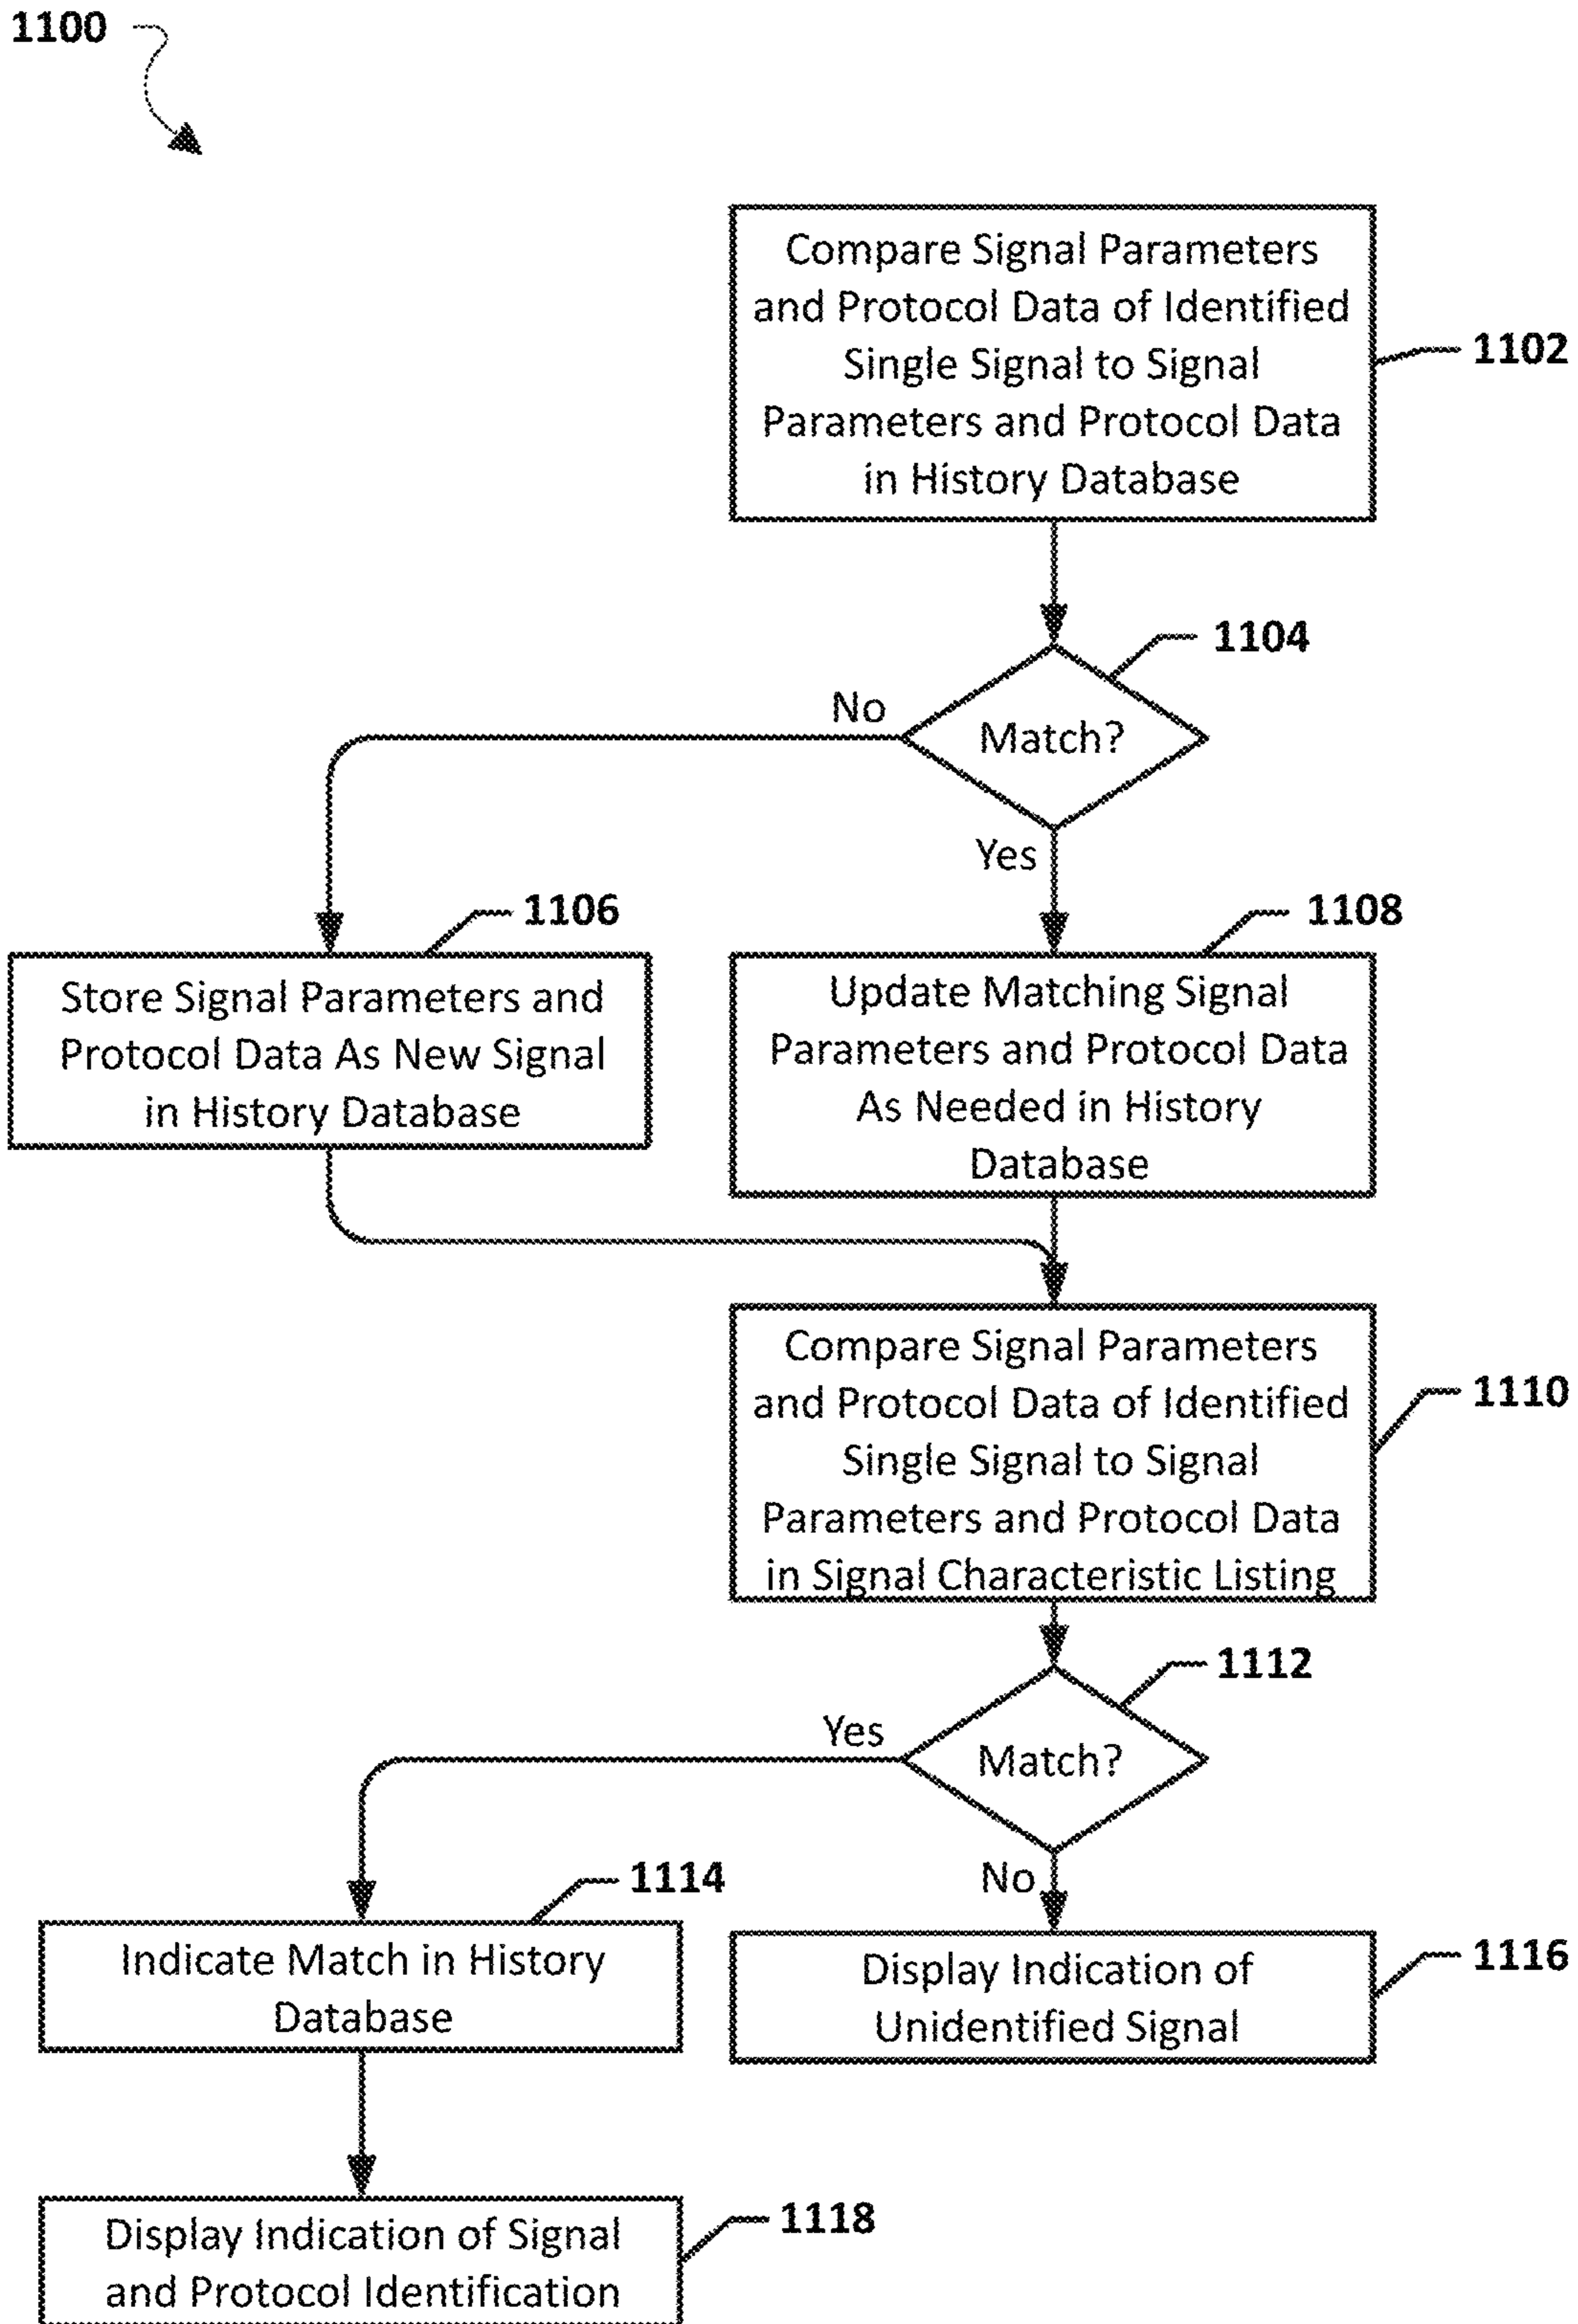 1100
Compare Signal Parameters
and Protocol Data of Identified
Single Signal to Signal
Parameters and Protocol Data
in History Database
1102
1104
No
Match?
Yes
1106
1108
Store Signal Parameters and
Protocol Data As New Signal
in History Database
Update Matching Signal
Parameters and Protocol Data
As Needed in History
Database
Compare Signal Parameters
and Protocol Data of Identified
Single Signal to Signal
Parameters and Protocol Data
in Signal Characteristic Listing
1110
1112
Yes
Match?
No
1114
Indicate Match in History
Database
Display Indication of
Unidentified Signal
1116
Display Indication of Signal
and Protocol Identification
1118